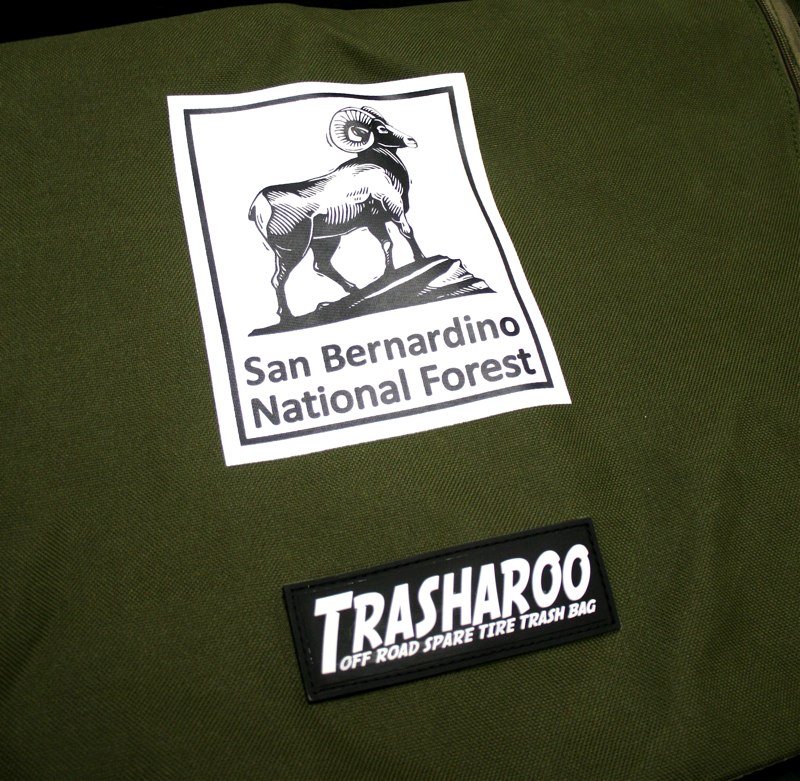 San Bernardino
National Forest
TRASHAROO
OFF ROAD SPARE TIRE TRASH BAG